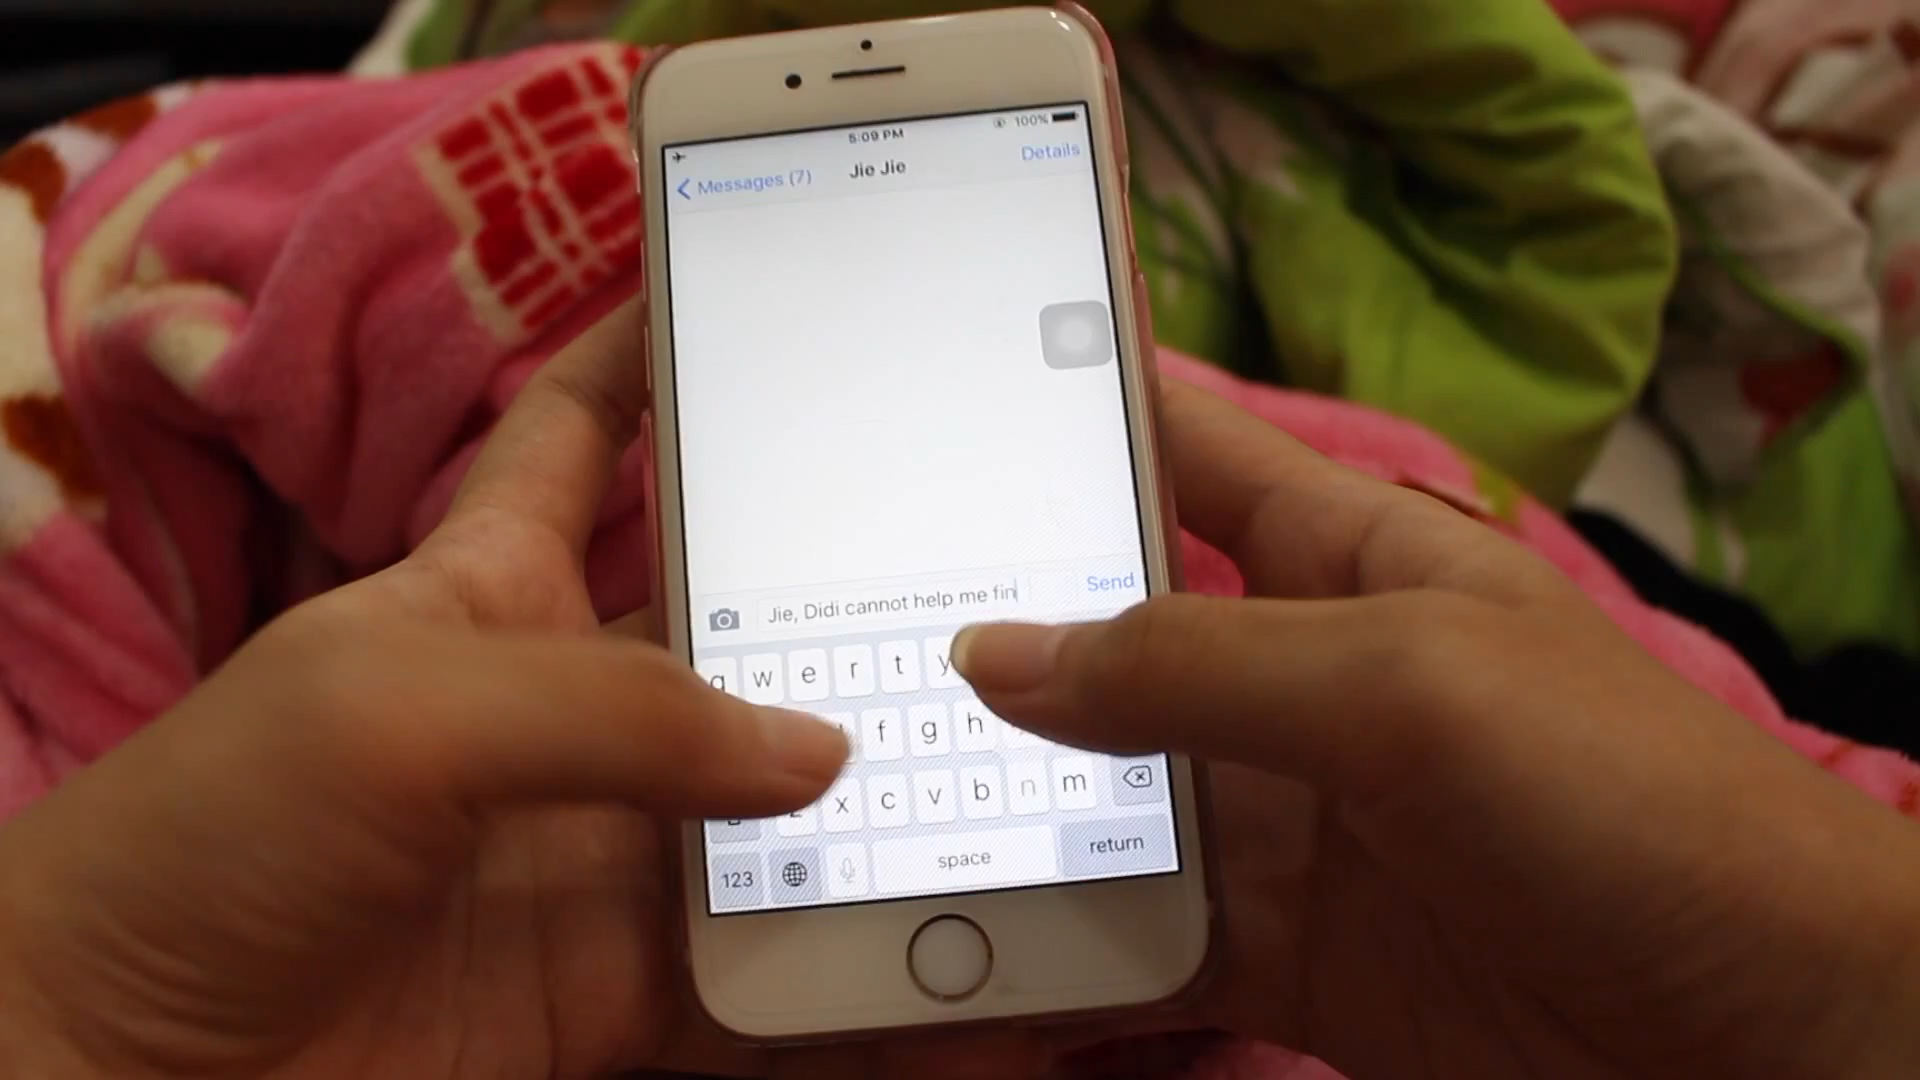 5:09 PM
100%
Messages (7)
Jie Jie
Details
Jie, Didi cannot help me fin
Send
q w e r t y
f g h
x c v b n m
123
space
return